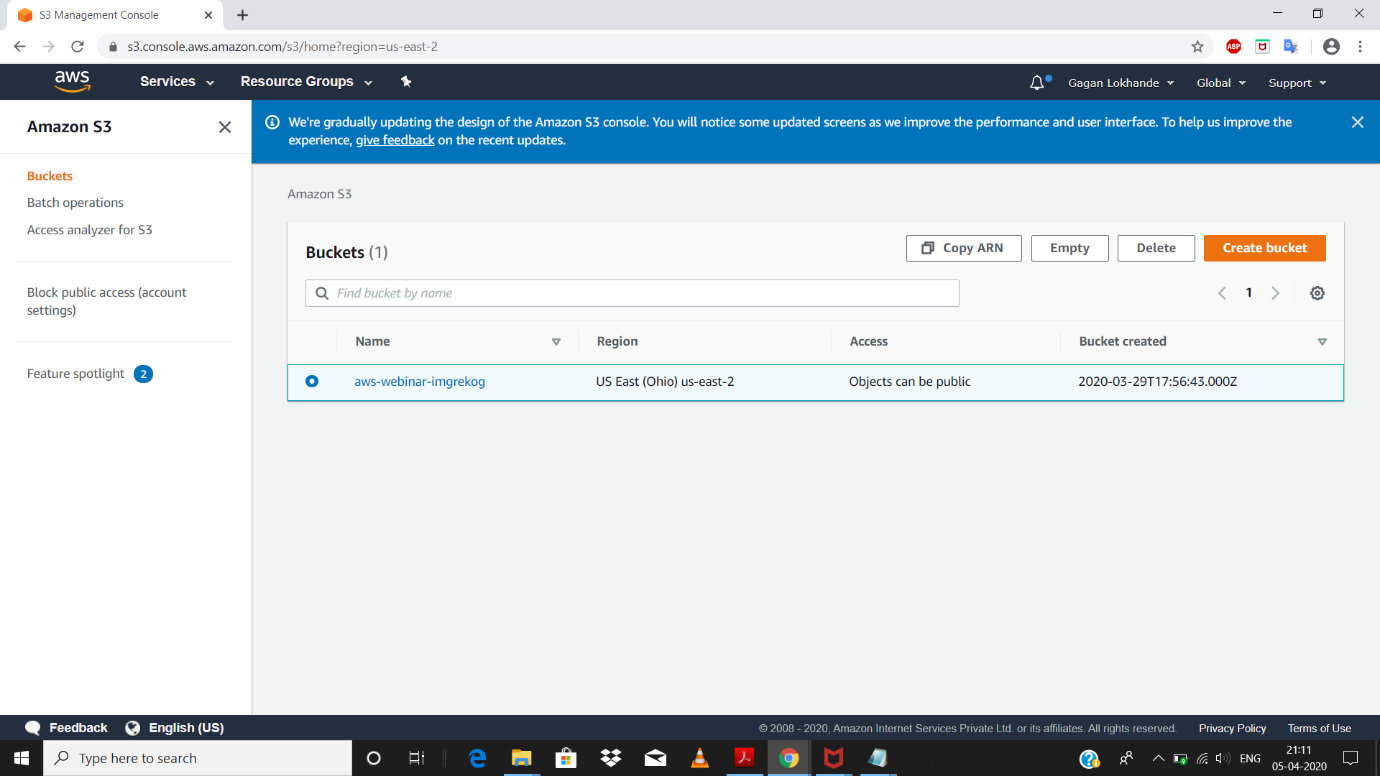 S3 Management Console
s3.console.aws.amazon.com/s3/home?region=us-east-2
ABP
aws
Services
Resource Groups
Gagan Lokhande
Global
Support
Amazon S3
Buckets
Batch operations
Access analyzer for S3
Block public access (account
settings)
Feature spotlight 2
We're gradually updating the design of the Amazon S3 console. You will notice some updated screens as we improve the performance and user interface. To help us improve the
experience, give feedback on the recent updates.
Amazon S3
Buckets (1)
Copy ARN
Empty
Delete
Create bucket
Find bucket by name
1
Name Region Access Bucket created
aws-webinar-imgrekog US East (Ohio) us-east-2 Objects can be public 2020-03-29T17:56:43.000Z
Feedback
English (US)
© 2008 - 2020, Amazon Internet Services Private Ltd. or its affiliates. All rights reserved.
Privacy Policy
Terms of Use
Type here to search
ENG
21:11
05-04-2020